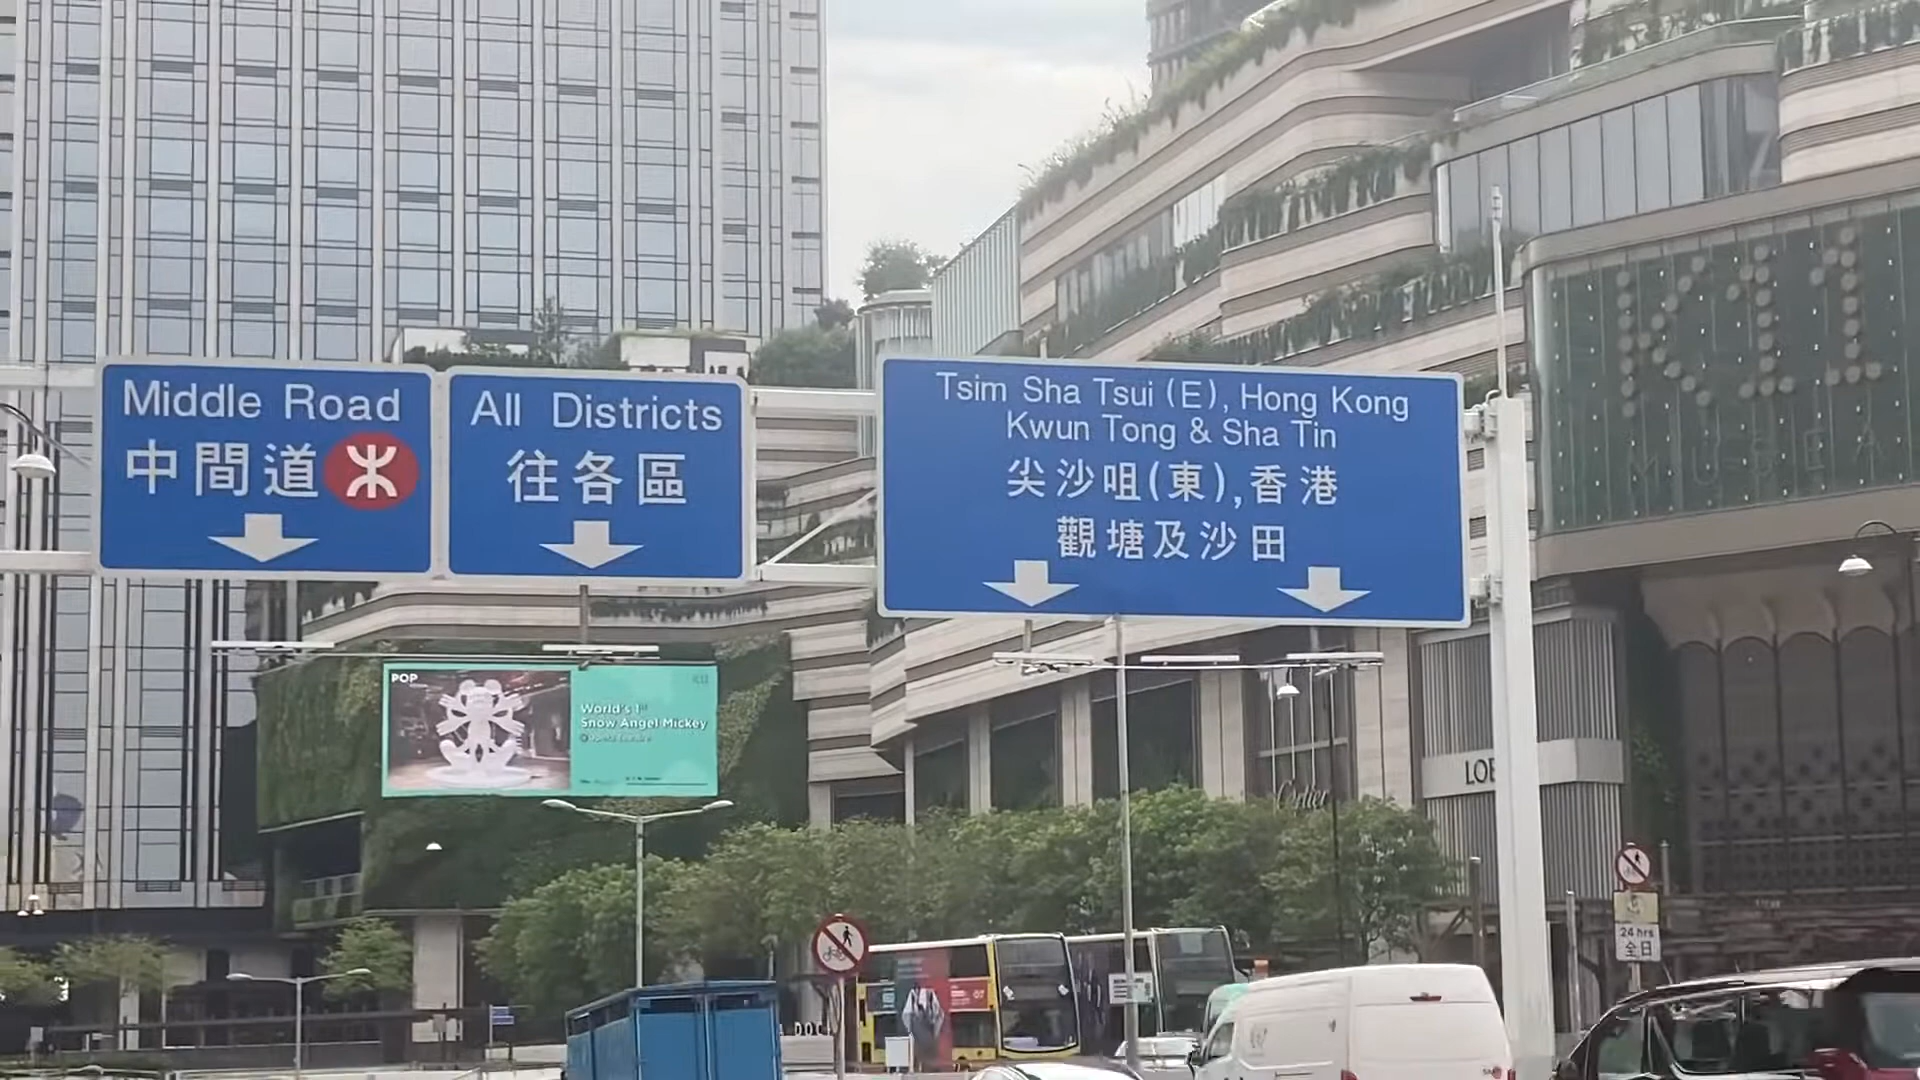 Middle Road
中間道
All Districts
往各區
Tsim Sha Tsui (E), Hong Kong
Kwun Tong & Sha Tin
尖沙咀(東),香港
觀塘及沙田
K11
MUSEA
POP
World's 1st
Snow Angel Mickey
Cartier
24 hrs
全日